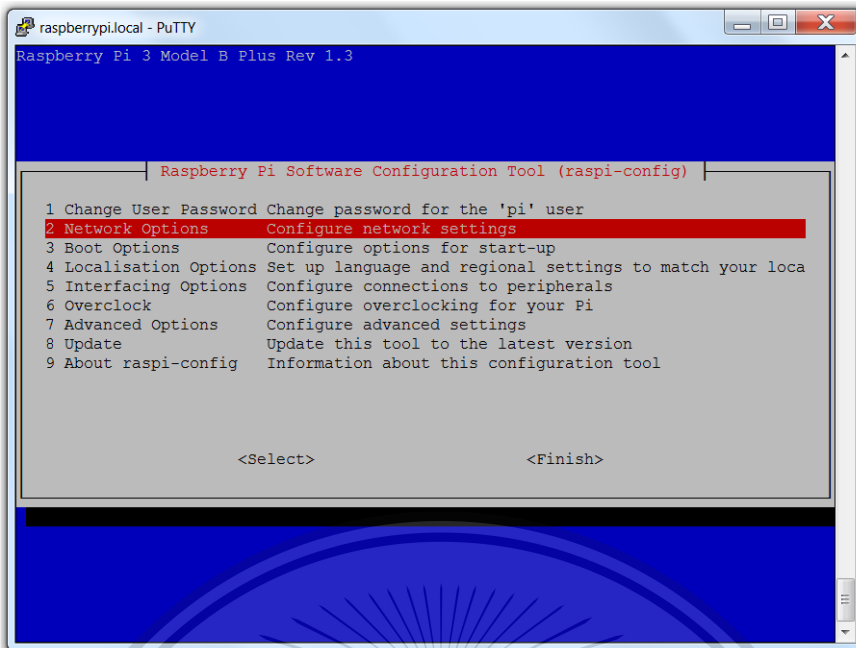 raspberrypi.local - PuTTY
Raspberry Pi 3 Model B Plus Rev 1.3
Raspberry Pi Software Configuration Tool (raspi-config)
1 Change User Password Change password for the 'pi' user
2 Network Options Configure network settings
3 Boot Options Configure options for start-up
4 Localisation Options Set up language and regional settings to match your loca
5 Interfacing Options Configure connections to peripherals
6 Overclock Configure overclocking for your Pi
7 Advanced Options Configure advanced settings
8 Update Update this tool to the latest version
9 About raspi-config Information about this configuration tool
<Select> <Finish>